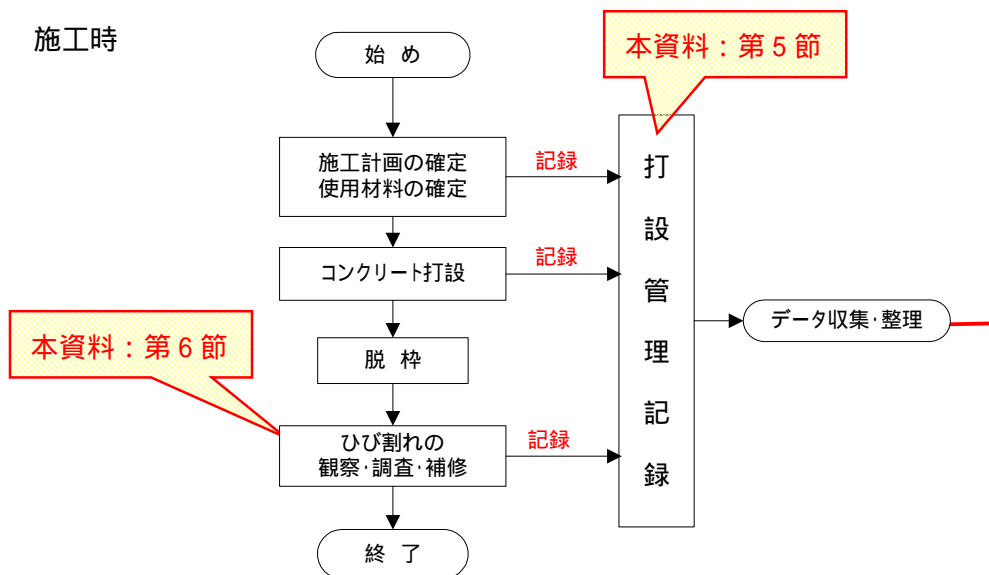 施工時
始 め
本資料：第5節
施工計画の確定
使用材料の確定
記録
コンクリート打設
記録
本資料：第6節
脱 枠
ひび割れの
観察･調査･補修
記録
終 了
打設管理記録
データ収集･整理